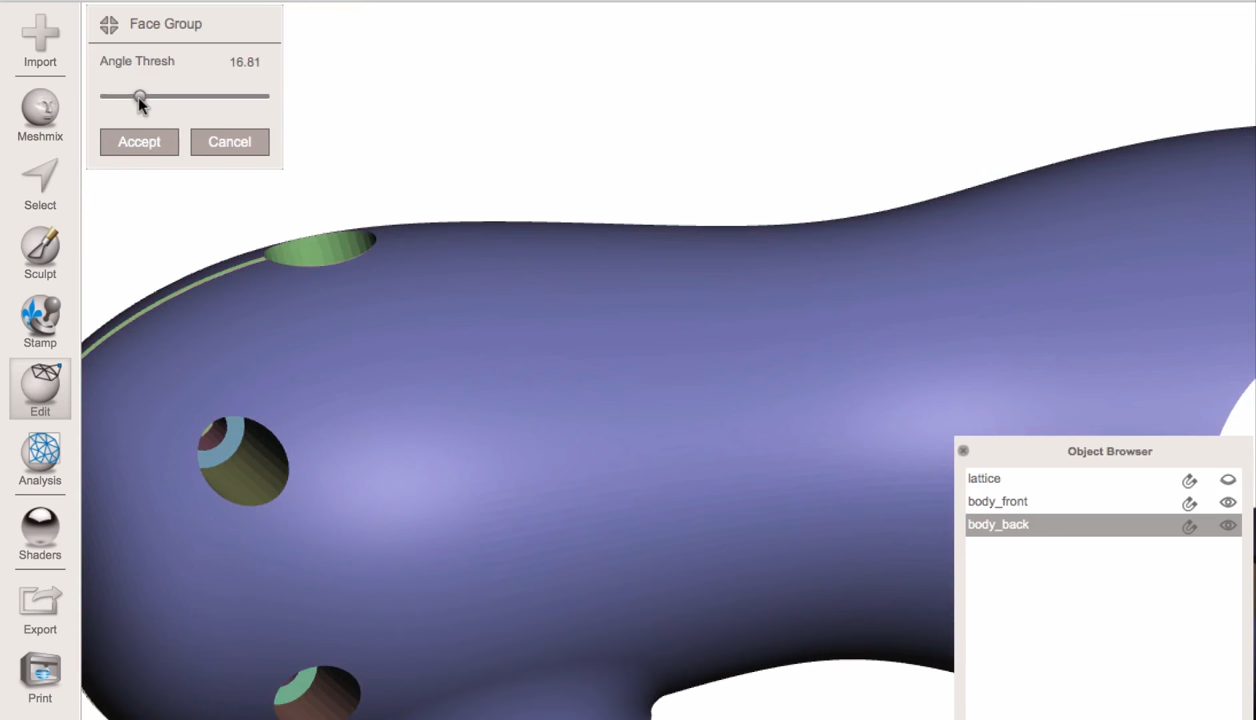 Import
Meshmix
Select
Sculpt
Stamp
Edit
Analysis
Shaders
Export
Print
Face Group
Angle Thresh 16.81
Accept Cancel
Object Browser
lattice
body_front
body_back